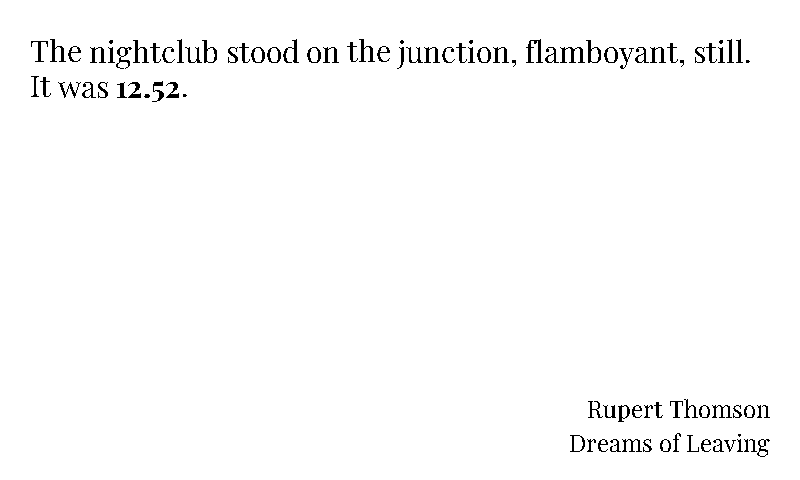 The nightclub stood on the junction, flamboyant, still.
It was 12.52.
Rupert Thomson
Dreams of Leaving